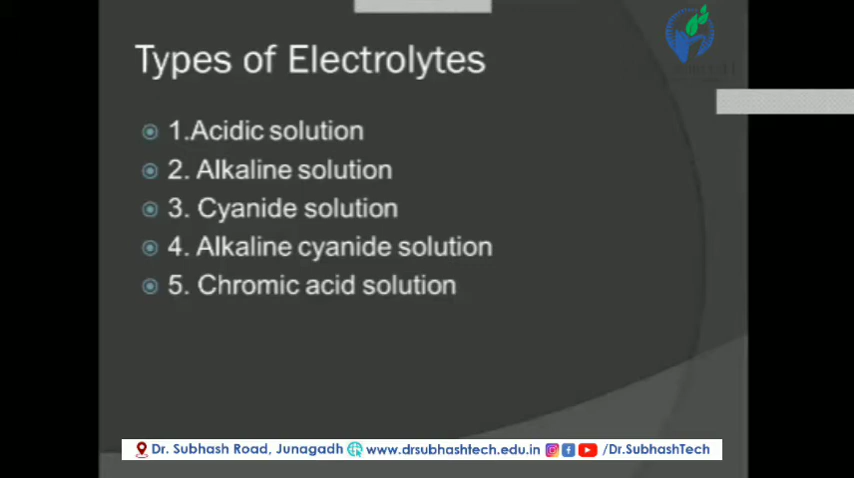 Types of Electrolytes
1.Acidic solution
2. Alkaline solution
3. Cyanide solution
4. Alkaline cyanide solution
5. Chromic acid solution
Dr. Subhash Road, Junagadh www.drsubhashtech.edu.in /Dr.SubhashTech